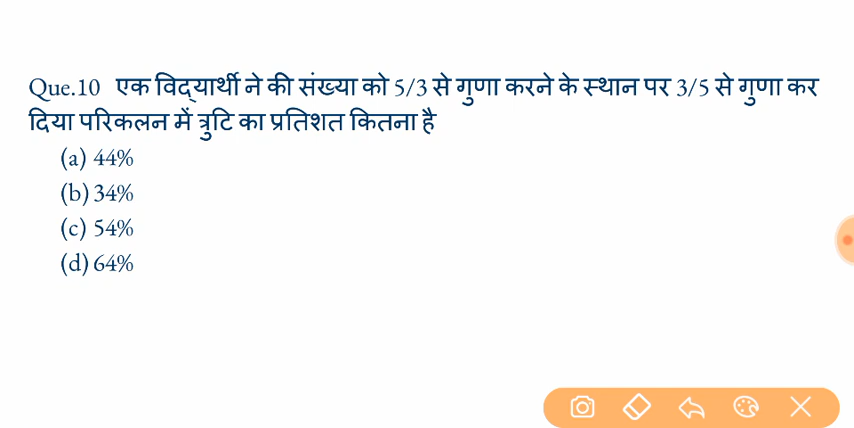 Que.10 एक विद्यार्थी ने की संख्या को 5/3 से गुणा करने के स्थान पर 3/5 से गुणा कर
दिया परिकलन में त्रुटि का प्रतिशत कितना है
(a) 44%
(b) 34%
(c) 54%
(d) 64%